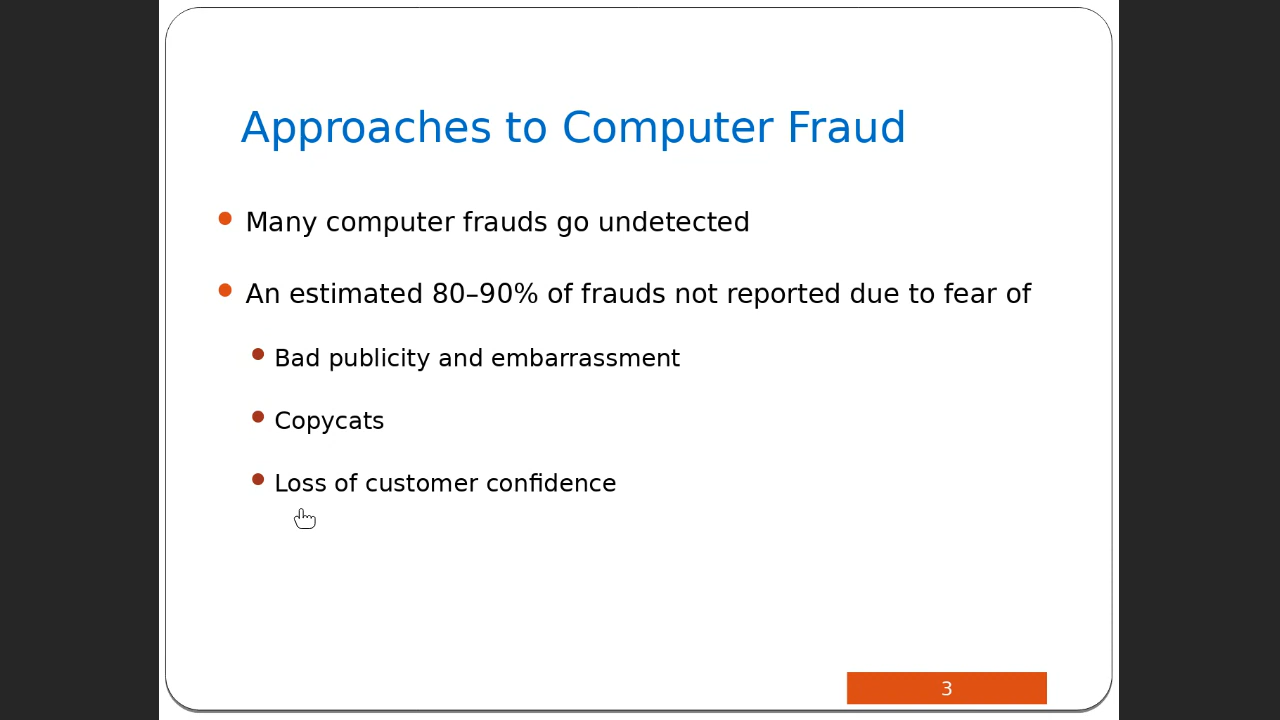 Approaches to Computer Fraud
Many computer frauds go undetected
An estimated 80–90% of frauds not reported due to fear of
Bad publicity and embarrassment
Copycats
Loss of customer confidence
3